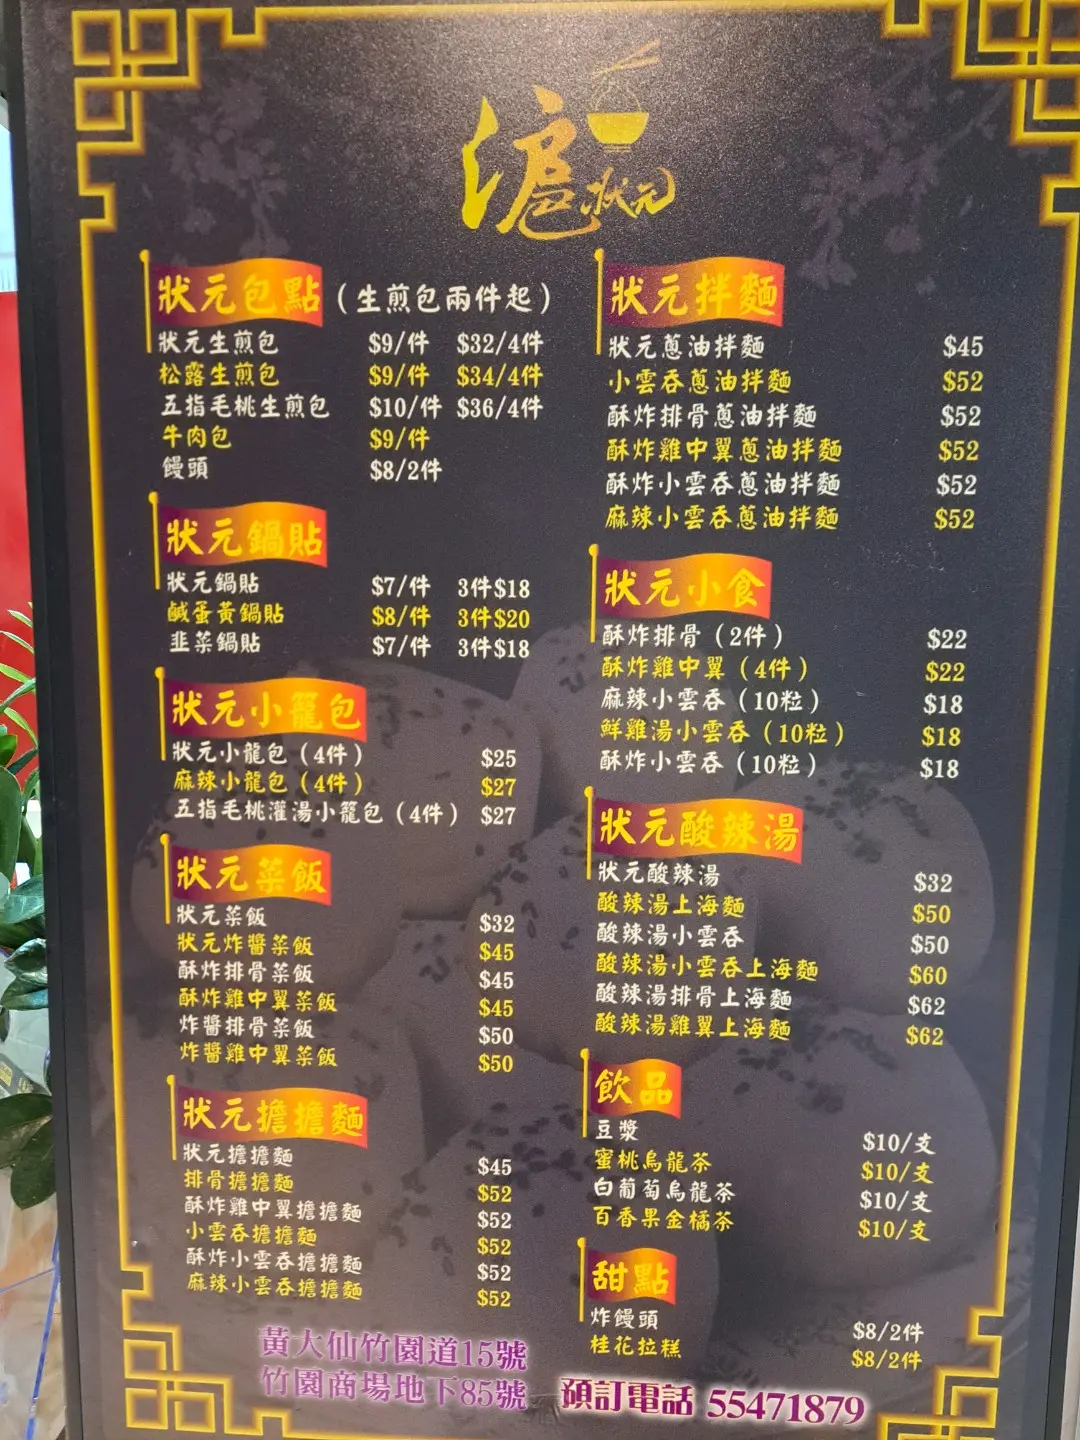 滬狀元
狀元包點（生煎包兩件起）
狀元生煎包 $9/件 $32/4件
松露生煎包 $9/件 $34/4件
五指毛桃生煎包 $10/件 $36/4件
牛肉包 $9/件
饅頭 $8/2件
狀元鍋貼
狀元鍋貼 $7/件 3件$18
鹹蛋黃鍋貼 $8/件 3件$20
韭菜鍋貼 $7/件 3件$18
狀元小籠包
狀元小龍包（4件） $25
麻辣小龍包（4件） $27
五指毛桃灌湯小籠包（4件） $27
狀元菜飯
狀元菜飯 $32
狀元炸醬菜飯 $45
酥炸排骨菜飯 $45
酥炸雞中翼菜飯 $45
炸醬排骨菜飯 $50
炸醬雞中翼菜飯 $50
狀元擔擔麵
狀元擔擔麵 $45
排骨擔擔麵 $52
酥炸雞中翼擔擔麵 $52
小雲吞擔擔麵 $52
酥炸小雲吞擔擔麵 $52
麻辣小雲吞擔擔麵 $52
狀元拌麵
狀元蔥油拌麵 $45
小雲吞蔥油拌麵 $52
酥炸排骨蔥油拌麵 $52
酥炸雞中翼蔥油拌麵 $52
酥炸小雲吞蔥油拌麵 $52
麻辣小雲吞蔥油拌麵 $52
狀元小食
酥炸排骨（2件） $22
酥炸雞中翼（4件） $22
麻辣小雲吞（10粒） $18
鮮雞湯小雲吞（10粒） $18
酥炸小雲吞（10粒） $18
狀元酸辣湯
狀元酸辣湯 $32
酸辣湯上海麵 $50
酸辣湯小雲吞 $50
酸辣湯小雲吞上海麵 $60
酸辣湯排骨上海麵 $62
酸辣湯雞翼上海麵 $62
飲品
豆漿 $10/支
蜜桃烏龍茶 $10/支
白葡萄烏龍茶 $10/支
百香果金橘茶 $10/支
甜點
炸饅頭 $8/2件
桂花拉糕 $8/2件
黃大仙竹園道15號
竹園商場地下85號
預訂電話 55471879